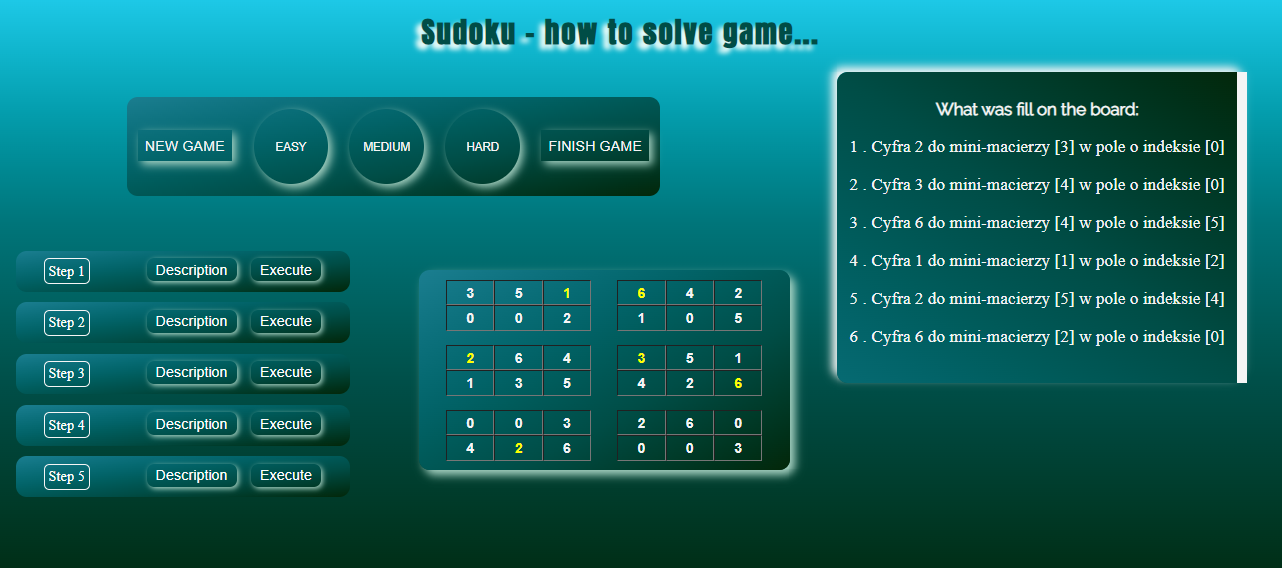 Sudoku - how to solve game...
NEW GAME EASY MEDIUM HARD FINISH GAME
What was fill on the board:
1 . Cyfra 2 do mini-macierzy [3] w pole o indeksie [0]
2 . Cyfra 3 do mini-macierzy [4] w pole o indeksie [0]
3 . Cyfra 6 do mini-macierzy [4] w pole o indeksie [5]
4 . Cyfra 1 do mini-macierzy [1] w pole o indeksie [2]
5 . Cyfra 2 do mini-macierzy [5] w pole o indeksie [4]
6 . Cyfra 6 do mini-macierzy [2] w pole o indeksie [0]
Step 1 Description Execute
Step 2 Description Execute
Step 3 Description Execute
Step 4 Description Execute
Step 5 Description Execute
3 5 1 6 4 2
0 0 2 1 0 5
2 6 4 3 5 1
1 3 5 4 2 6
0 0 3 2 6 0
4 2 6 0 0 3